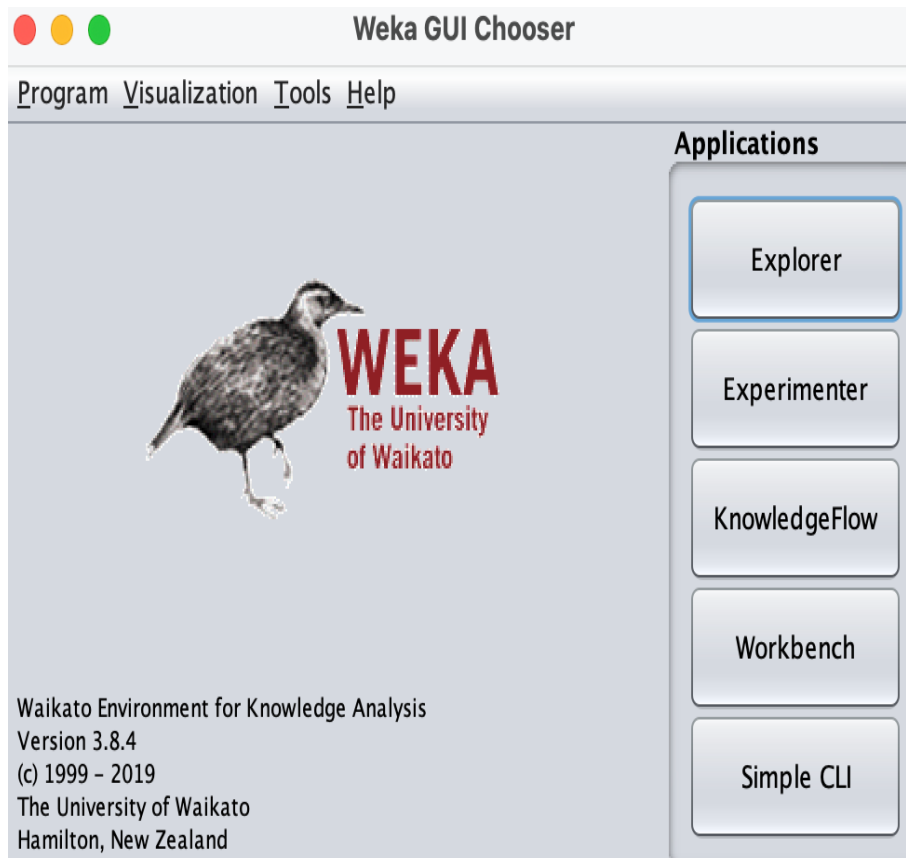 Weka GUI Chooser
Program Visualization Tools Help
Applications
Explorer
Experimenter
KnowledgeFlow
Workbench
Simple CLI
WEKA
The University
of Waikato
Waikato Environment for Knowledge Analysis
Version 3.8.4
(c) 1999 – 2019
The University of Waikato
Hamilton, New Zealand